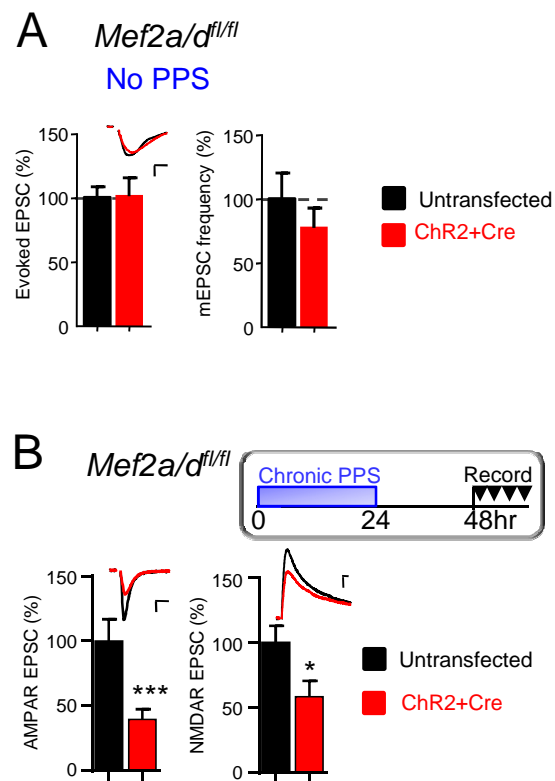 A
Mef2a/d^fl/fl
No PPS
Evoked EPSC (%)
150
100
50
0
mEPSC frequency (%)
150
100
50
0
Untransfected
ChR2+Cre
B
Mef2a/d^fl/fl
Chronic PPS
Record
0
24
48hr
AMPAR EPSC (%)
150
100
50
0
***
NMDAR EPSC (%)
150
100
50
0
*
Untransfected
ChR2+Cre